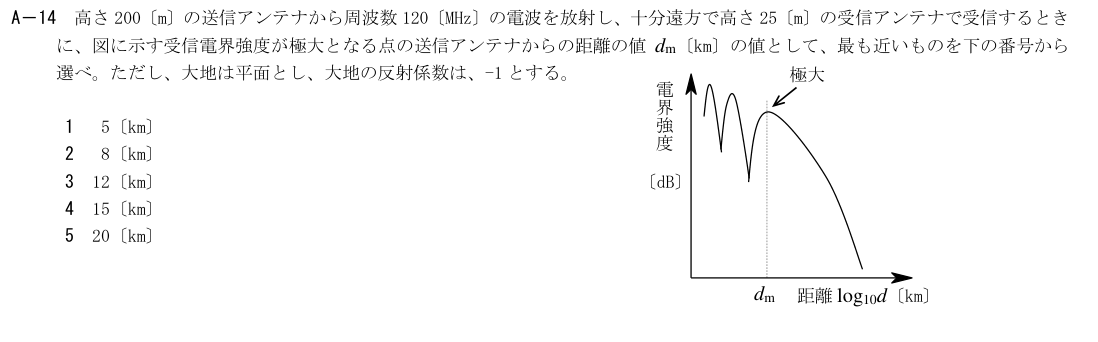 A－14 高さ 200〔m〕の送信アンテナから周波数 120〔MHz〕の電波を放射し、十分遠方で高さ 25〔m〕の受信アンテナで受信するとき
に、図に示す受信電界強度が極大となる点の送信アンテナからの距離の値 dm〔km〕の値として、最も近いものを下の番号から
選べ。ただし、大地は平面とし、大地の反射係数は、-1 とする。
1 5〔km〕
2 8〔km〕
3 12〔km〕
4 15〔km〕
5 20〔km〕
電界強度
〔dB〕
極大
dm
距離 log10d〔km〕